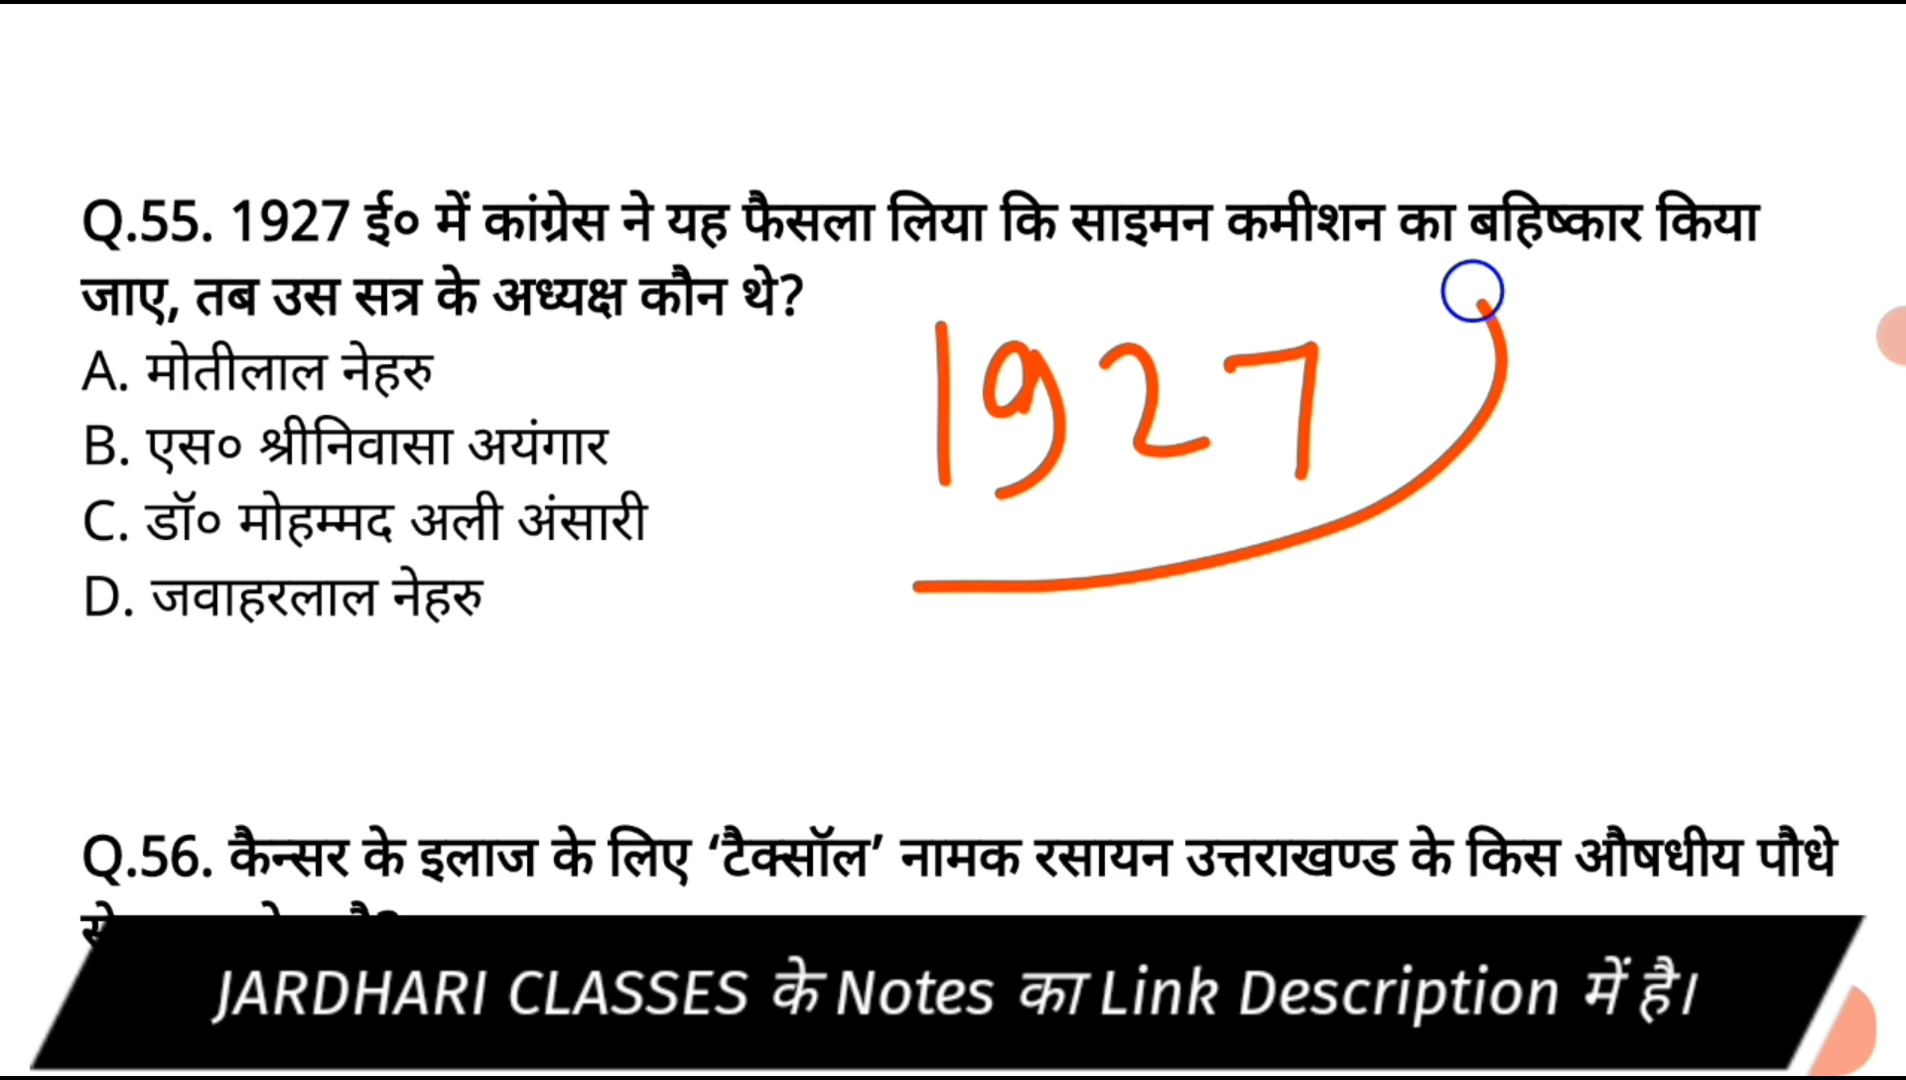 Q.55. 1927 ई० में कांग्रेस ने यह फैसला लिया कि साइमन कमीशन का बहिष्कार किया
जाए, तब उस सत्र के अध्यक्ष कौन थे?
1927
A. मोतीलाल नेहरु
B. एस० श्रीनिवासा अयंगार
C. डॉ० मोहम्मद अली अंसारी
D. जवाहरलाल नेहरु
Q.56. कैन्सर के इलाज के लिए ‘टैक्सॉल’ नामक रसायन उत्तराखण्ड के किस औषधीय पौधे
JARDHARI CLASSES के Notes का Link Description में है।